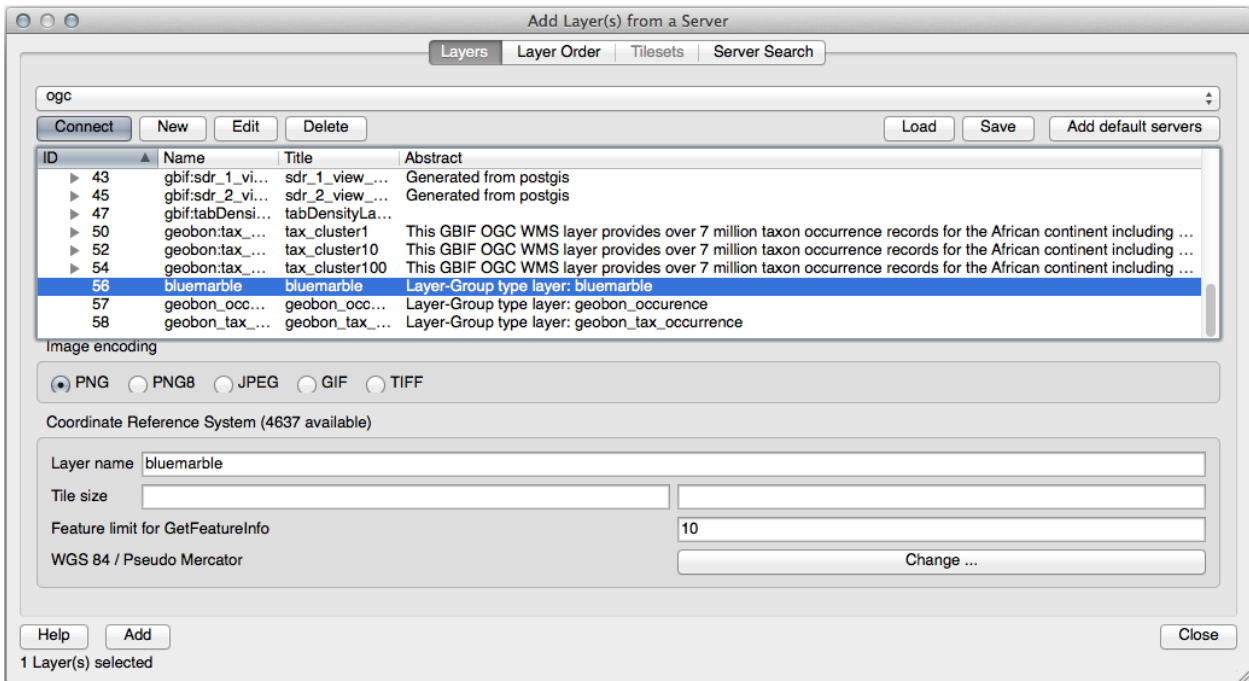 Add Layer(s) from a Server
Layers Layer Order Tilesets Server Search
ogc
Connect New Edit Delete Load Save Add default servers
ID Name Title Abstract
43 gbif:sdr_1_vi... sdr_1_view_... Generated from postgis
45 gbif:sdr_2_vi... sdr_2_view_... Generated from postgis
47 gbif:tabDensi... tabDensityLa...
50 geobon:tax_... tax_cluster1 This GBIF OGC WMS layer provides over 7 million taxon occurrence records for the African continent including ...
52 geobon:tax_... tax_cluster10 This GBIF OGC WMS layer provides over 7 million taxon occurrence records for the African continent including ...
54 geobon:tax_... tax_cluster100 This GBIF OGC WMS layer provides over 7 million taxon occurrence records for the African continent including ...
56 bluemarble bluemarble Layer-Group type layer: bluemarble
57 geobon_occ... geobon_occ... Layer-Group type layer: geobon_occurence
58 geobon_tax_... geobon_tax_... Layer-Group type layer: geobon_tax_occurrence
Image encoding
PNG PNG8 JPEG GIF TIFF
Coordinate Reference System (4637 available)
Layer name bluemarble
Tile size
Feature limit for GetFeatureInfo 10
WGS 84 / Pseudo Mercator Change ...
Help Add Close
1 Layer(s) selected